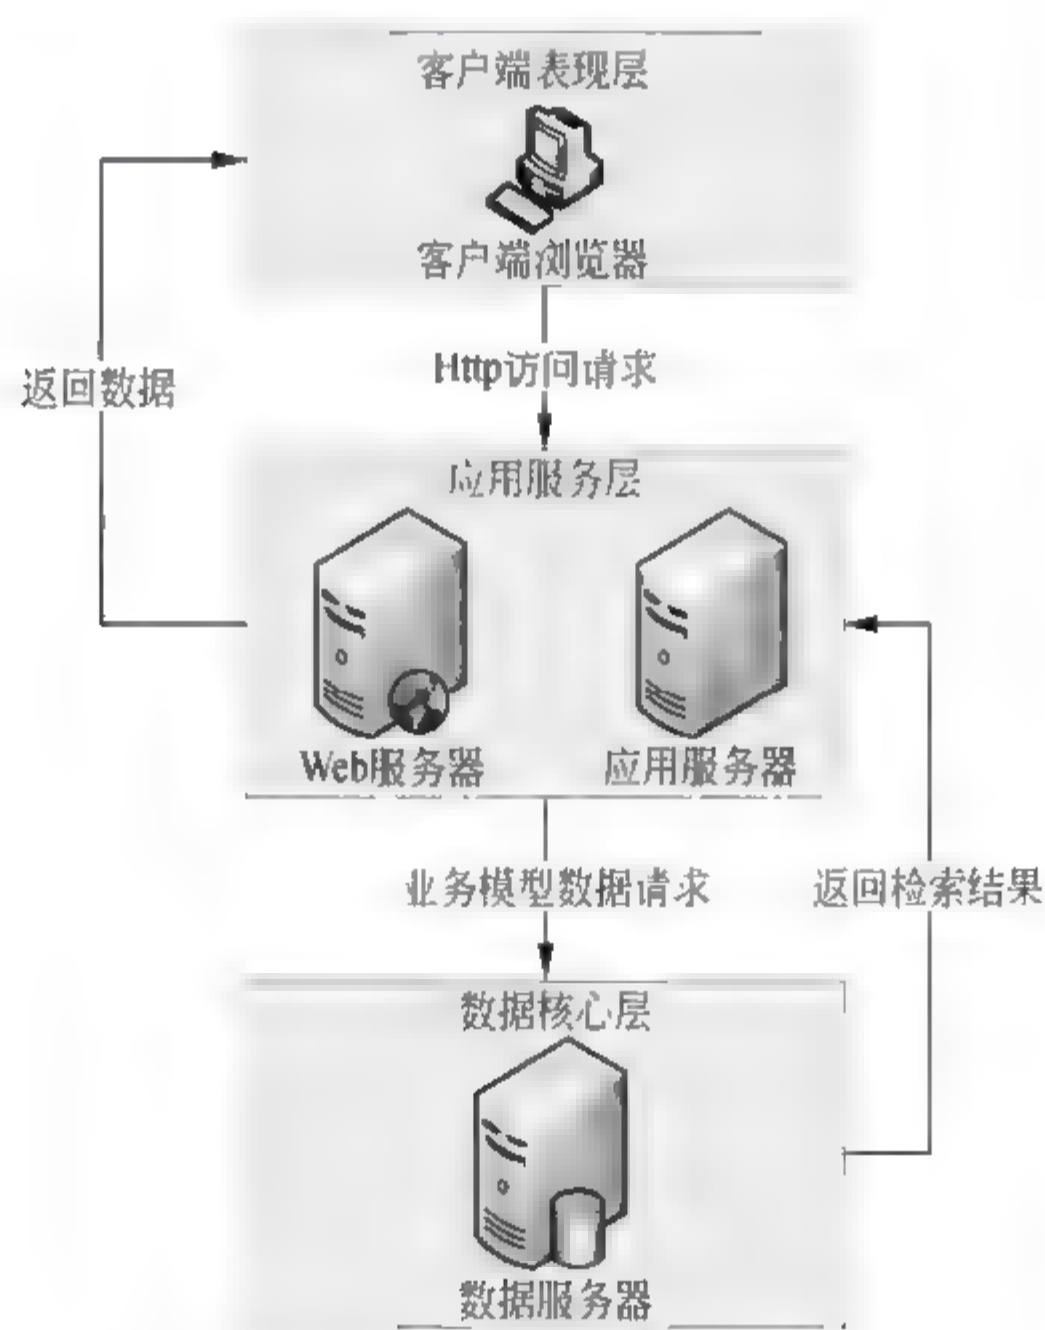 客户端表现层
客户端浏览器
Http访问请求
返回数据
应用服务层
Web服务器
应用服务器
业务模型数据请求
返回检索结果
数据核心层
数据服务器